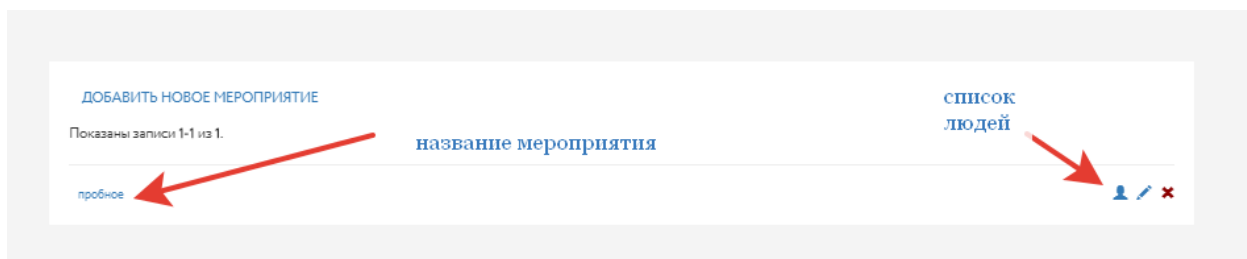 ДОБАВИТЬ НОВОЕ МЕРОПРИЯТИЕ
Показаны записи 1-1 из 1.
название мероприятия
список
людей
пробное